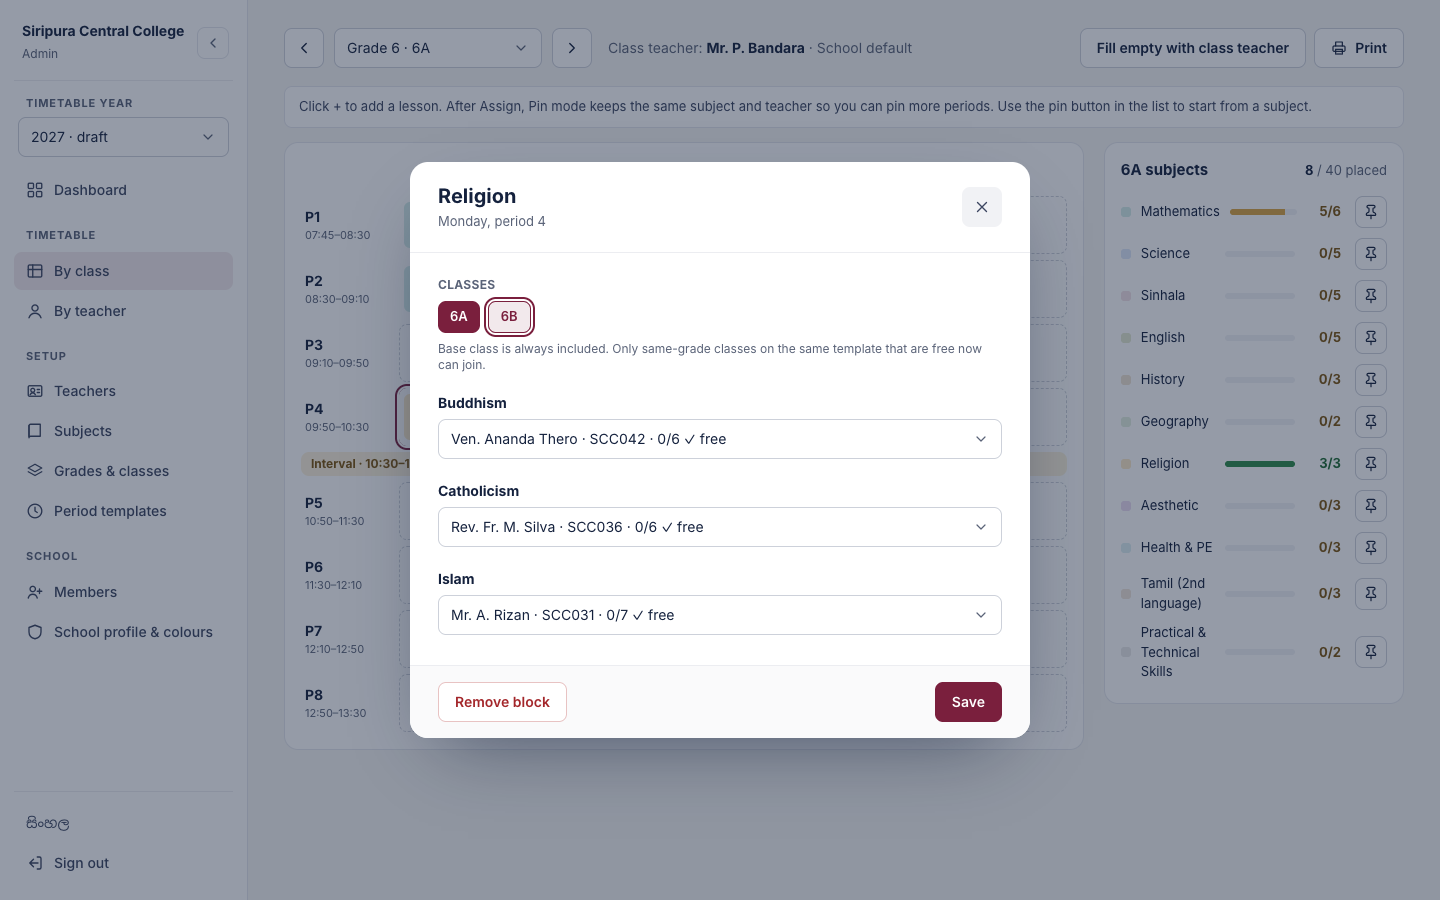 Siripura Central College
Admin
TIMETABLE YEAR
2027 · draft
Dashboard
TIMETABLE
By class
By teacher
SETUP
Teachers
Subjects
Grades & classes
Period templates
SCHOOL
Members
School profile & colours
සිංහල
Sign out
Grade 6 · 6A
Class teacher: Mr. P. Bandara · School default
Fill empty with class teacher
Print
Click + to add a lesson. After Assign, Pin mode keeps the same subject and teacher so you can pin more periods. Use the pin button in the list to start from a subject.
P1
07:45–08:30
P2
08:30–09:10
P3
09:10–09:50
P4
09:50–10:30
Interval · 10:30–1
P5
10:50–11:30
P6
11:30–12:10
P7
12:10–12:50
P8
12:50–13:30
Religion
Monday, period 4
CLASSES
6A
6B
Base class is always included. Only same-grade classes on the same template that are free now
can join.
Buddhism
Ven. Ananda Thero · SCC042 · 0/6 ✓ free
Catholicism
Rev. Fr. M. Silva · SCC036 · 0/6 ✓ free
Islam
Mr. A. Rizan · SCC031 · 0/7 ✓ free
Remove block
Save
6A subjects
8 / 40 placed
Mathematics 5/6
Science 0/5
Sinhala 0/5
English 0/5
History 0/3
Geography 0/2
Religion 3/3
Aesthetic 0/3
Health & PE 0/3
Tamil (2nd
language) 0/3
Practical &
Technical 0/2
Skills